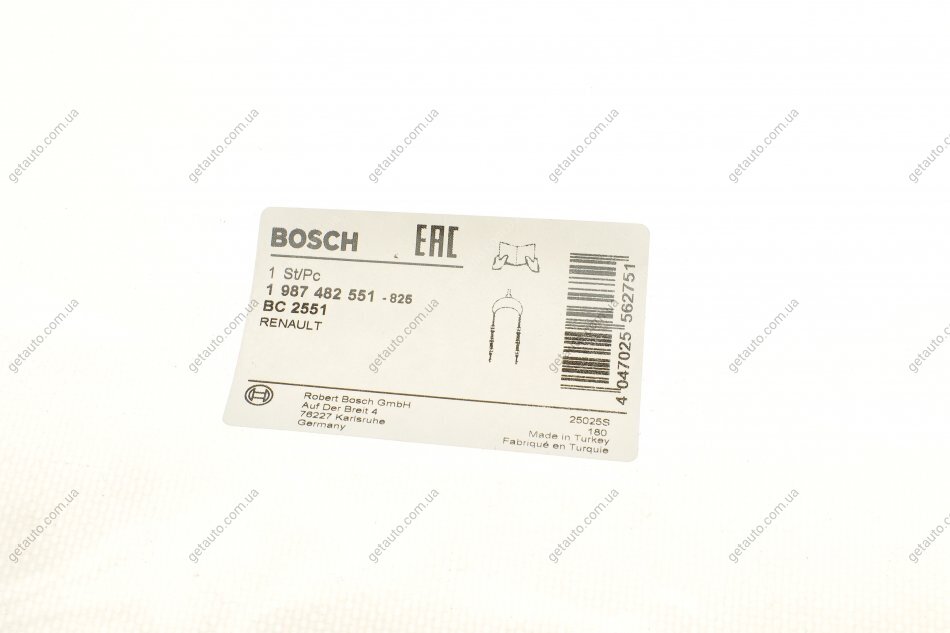 BOSCH
EAC
1 St/Pc
1 987 482 551 - 825
BC 2551
RENAULT
4 047025 562751
Robert Bosch GmbH
Auf Der Breit 4
76227 Karlsruhe
Germany
25025S
180
Made in Turkey
Fabriqué en Turquie
getauto.com.ua